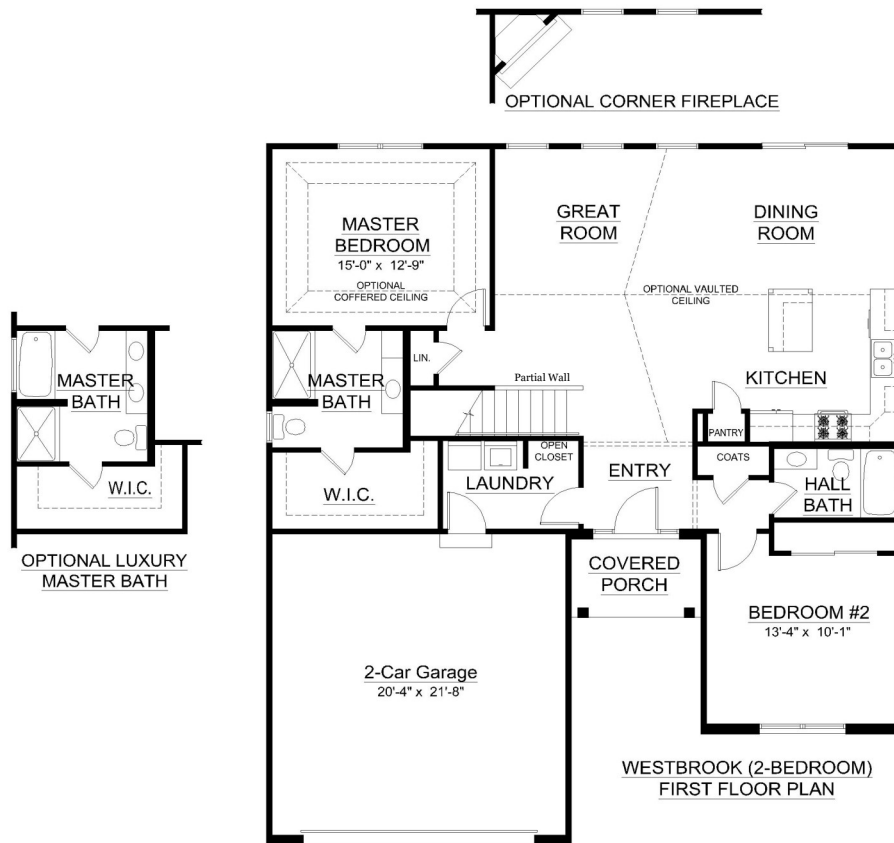 OPTIONAL CORNER FIREPLACE
MASTER
BEDROOM
15'-0" x 12'-9"
OPTIONAL
COFFERED CEILING
GREAT
ROOM
DINING
ROOM
OPTIONAL VAULTED
CEILING
MASTER
BATH
W.I.C.
OPTIONAL LUXURY
MASTER BATH
MASTER
BATH
LIN.
Partial Wall
KITCHEN
PANTRY
W.I.C.
LAUNDRY
OPEN
CLOSET
ENTRY
COATS
HALL
BATH
COVERED
PORCH
BEDROOM #2
13'-4" x 10'-1"
2-Car Garage
20'-4" x 21'-8"
WESTBROOK (2-BEDROOM)
FIRST FLOOR PLAN